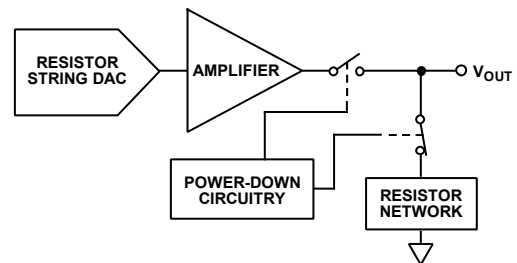 RESISTOR
STRING DAC
AMPLIFIER
VOUT
POWER-DOWN
CIRCUITRY
RESISTOR
NETWORK